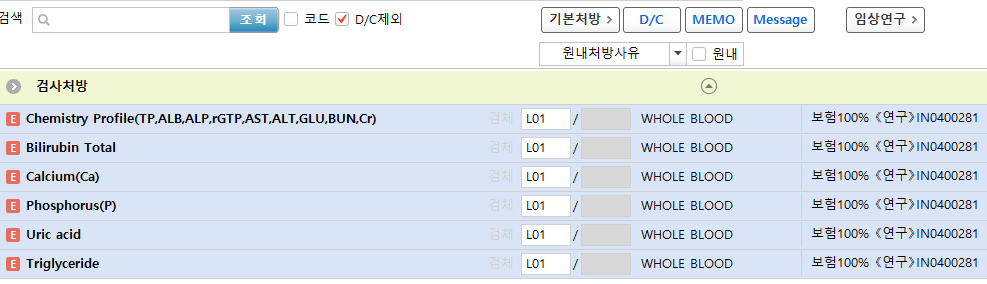 검색 조회 코드 D/C제외 기본처방 > D/C MEMO Message 임상연구 >
원내처방사유 원내
검사처방
E Chemistry Profile(TP,ALB,ALP,rGTP,AST,ALT,GLU,BUN,Cr) 검체 L01 / WHOLE BLOOD 보험100% 《연구》IN0400281
E Bilirubin Total 검체 L01 / WHOLE BLOOD 보험100% 《연구》IN0400281
E Calcium(Ca) 검체 L01 / WHOLE BLOOD 보험100% 《연구》IN0400281
E Phosphorus(P) 검체 L01 / WHOLE BLOOD 보험100% 《연구》IN0400281
E Uric acid 검체 L01 / WHOLE BLOOD 보험100% 《연구》IN0400281
E Triglyceride 검체 L01 / WHOLE BLOOD 보험100% 《연구》IN0400281